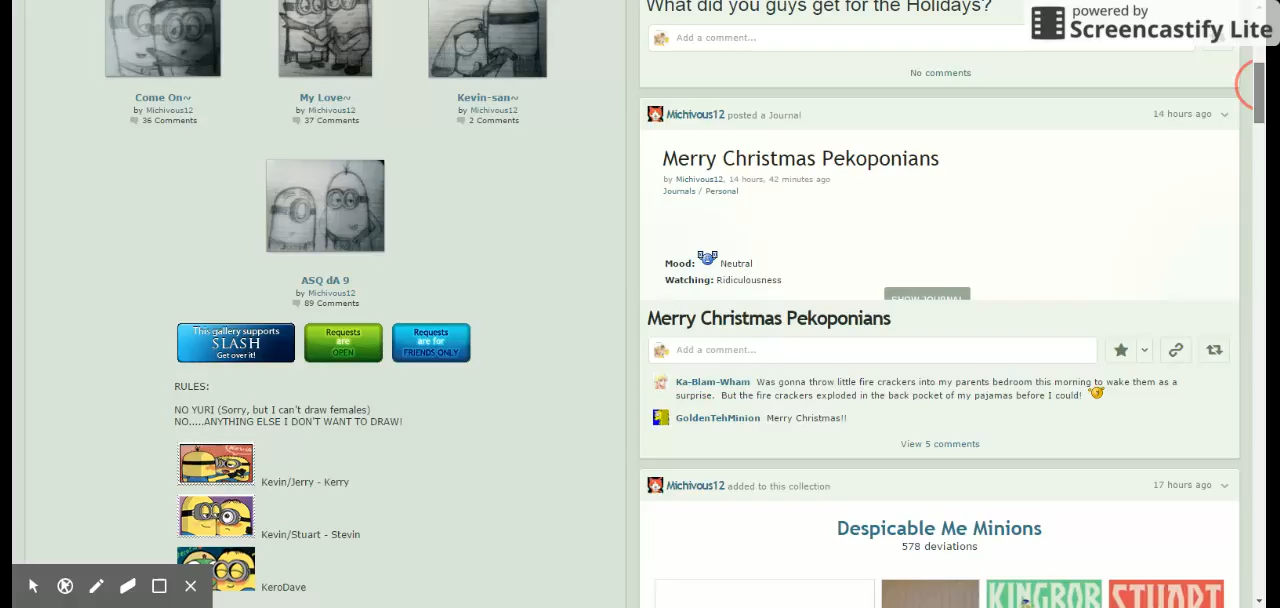 What did you guys get for the Holidays?
powered by
Screencastify Lite
Add a comment...
No comments
Come On~
by Michivous12
36 Comments
My Love~
by Michivous12
37 Comments
Kevin-san~
by Michivous12
2 Comments
ASQ dA 9
by Michivous12
89 Comments
This gallery supports
SLASH
Get over it!
Requests
are
OPEN
Requests
are for
FRIENDS ONLY
RULES:
NO YURI (Sorry, but I can't draw females)
NO.....ANYTHING ELSE I DON'T WANT TO DRAW!
Kevin/Jerry - Kerry
Kevin/Stuart - Stevin
KeroDave
Michivous12 posted a Journal
14 hours ago
Merry Christmas Pekoponians
by Michivous12, 14 hours, 42 minutes ago
Journals / Personal
Mood: Neutral
Watching: Ridiculousness
SHOW JOURNAL
Merry Christmas Pekoponians
Add a comment...
Ka-Blam-Wham Was gonna throw little fire crackers into my parents bedroom this morning to wake them as a
surprise. But the fire crackers exploded in the back pocket of my pajamas before I could!
GoldenTehMinion Merry Christmas!!
View 5 comments
Michivous12 added to this collection
17 hours ago
Despicable Me Minions
578 deviations
KINGBOB
STUART